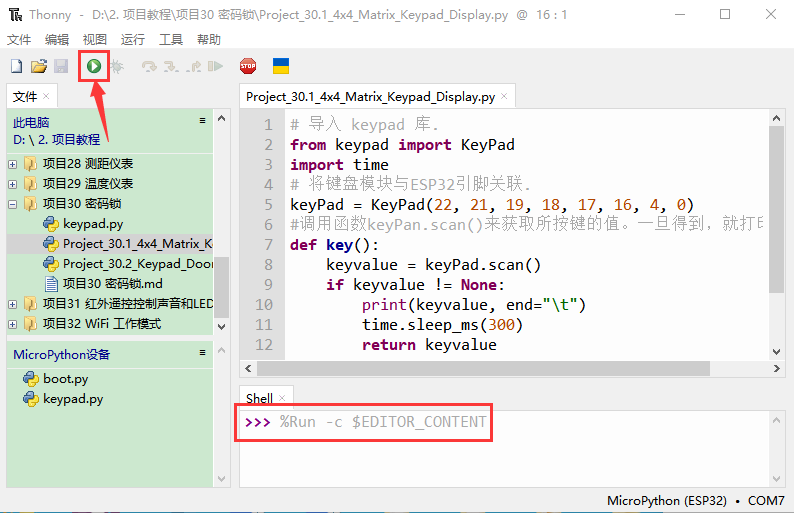 Thonny - D:\2. 项目教程\项目30 密码锁\Project_30.1_4x4_Matrix_Keypad_Display.py @ 16 : 1
文件 编辑 视图 运行 工具 帮助
STOP
文件 ×
此电脑
D: \ 2. 项目教程
项目28 测距仪表
项目29 温度仪表
项目30 密码锁
keypad.py
Project_30.1_4x4_Matrix_Ke
Project_30.2_Keypad_Door
项目30 密码锁.md
项目31 红外遥控控制声音和LED
项目32 WiFi 工作模式
MicroPython设备
boot.py
keypad.py
Project_30.1_4x4_Matrix_Keypad_Display.py ×
1 # 导入 keypad 库.
2 from keypad import KeyPad
3 import time
4 # 将键盘模块与ESP32引脚关联.
5 keyPad = KeyPad(22, 21, 19, 18, 17, 16, 4, 0)
6 #调用函数keyPan.scan()来获取所按键的值。一旦得到，就打印
7 def key():
8 keyvalue = keyPad.scan()
9 if keyvalue != None:
10 print(keyvalue, end="\t")
11 time.sleep_ms(300)
12 return keyvalue
Shell ×
>>> %Run -c $EDITOR_CONTENT
MicroPython (ESP32) • COM7